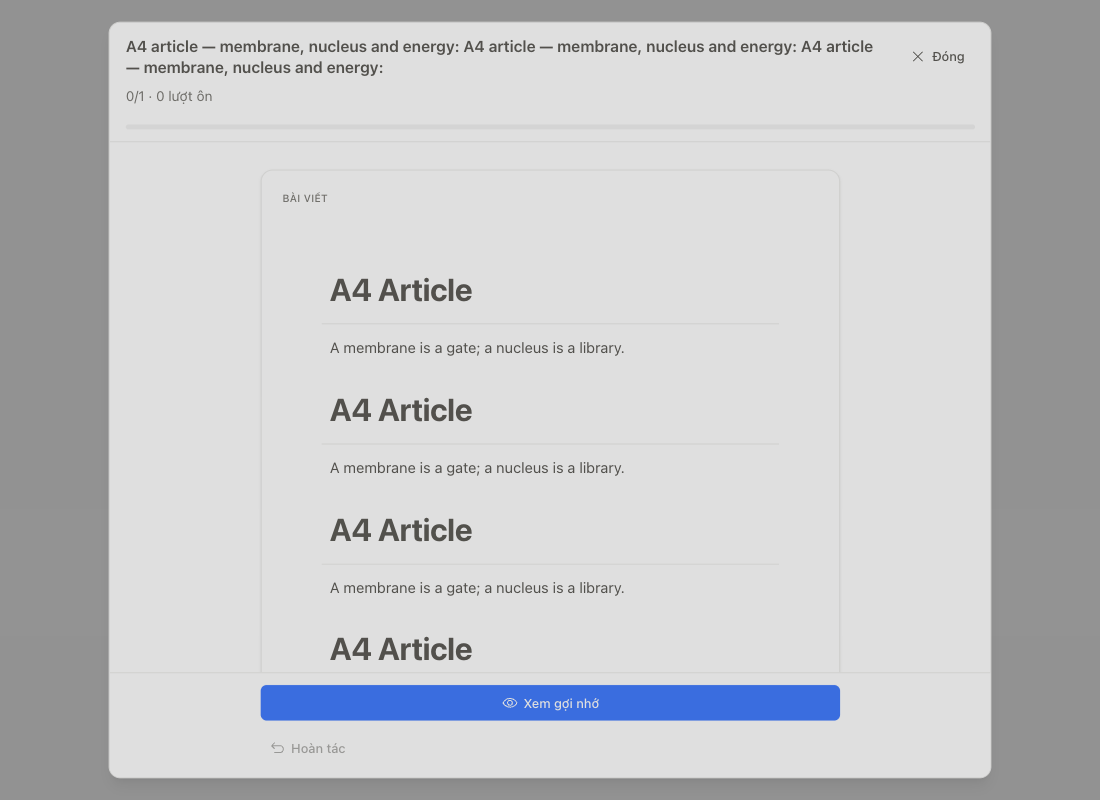 A4 article — membrane, nucleus and energy: A4 article — membrane, nucleus and energy: A4 article
— membrane, nucleus and energy:
Đóng
0/1 · 0 lượt ôn
BÀI VIẾT
A4 Article
A membrane is a gate; a nucleus is a library.
A4 Article
A membrane is a gate; a nucleus is a library.
A4 Article
A membrane is a gate; a nucleus is a library.
A4 Article
Xem gợi nhớ
Hoàn tác